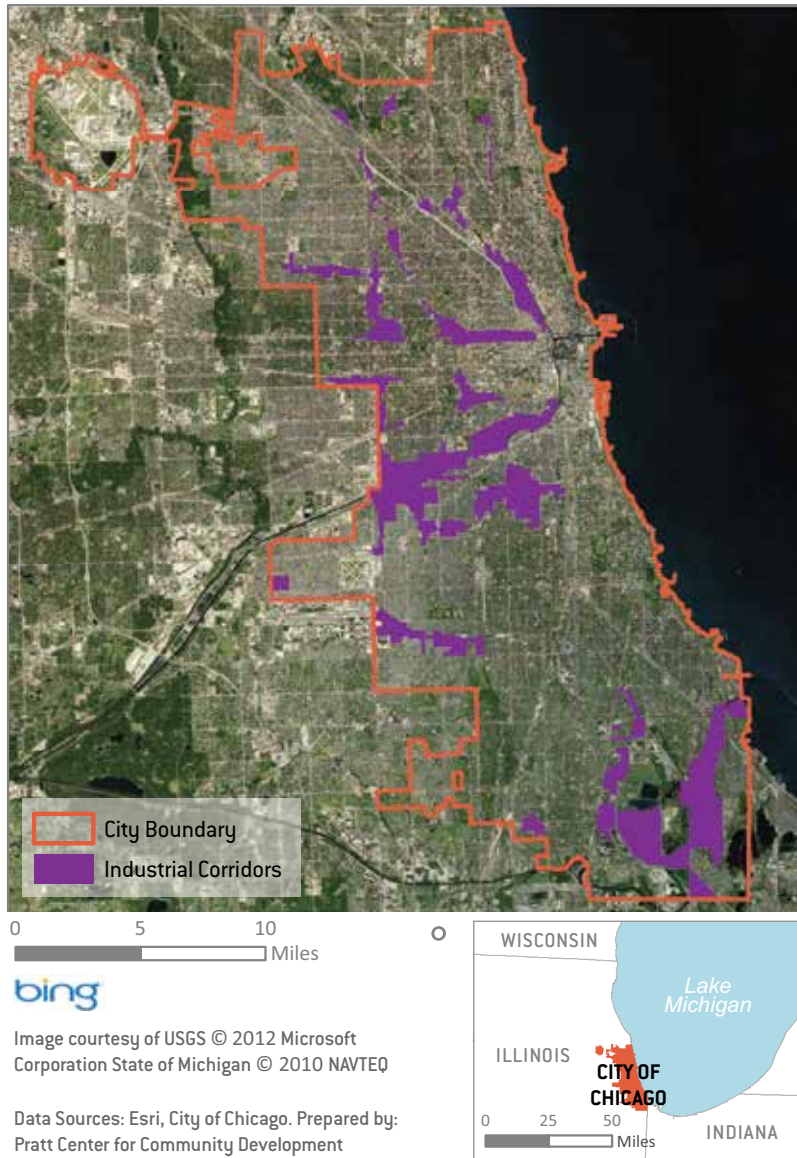 City Boundary
Industrial Corridors
0 5 10
Miles
bing
Image courtesy of USGS © 2012 Microsoft
Corporation State of Michigan © 2010 NAVTEQ
Data Sources: Esri, City of Chicago. Prepared by:
Pratt Center for Community Development
WISCONSIN
Lake
Michigan
ILLINOIS
CITY OF
CHICAGO
0 25 50
Miles
INDIANA